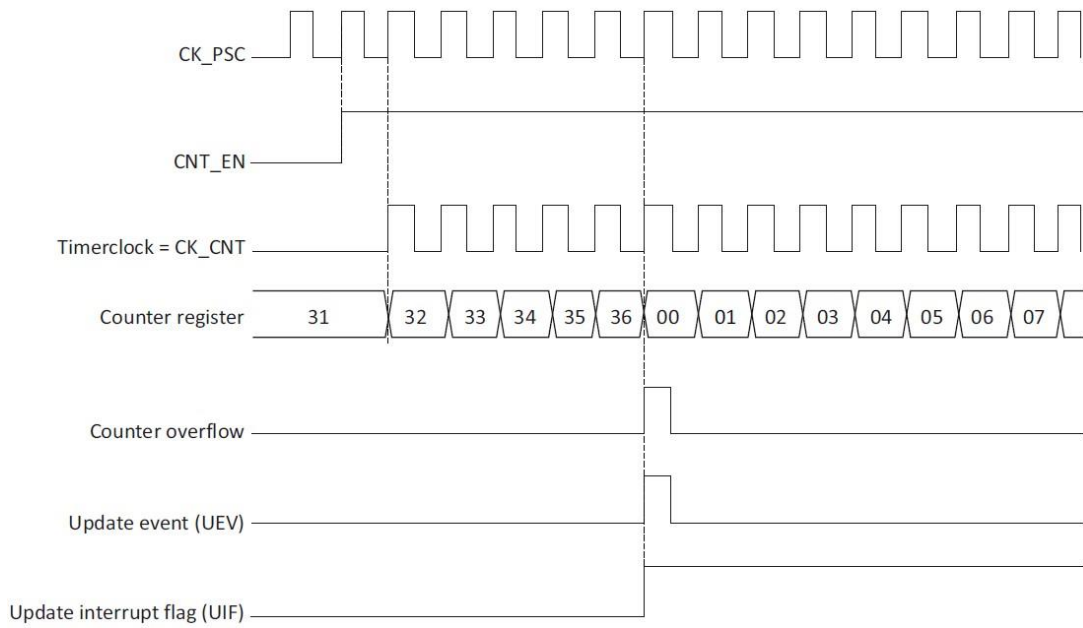 CK_PSC
CNT_EN
Timerclock = CK_CNT
Counter register 31 32 33 34 35 36 00 01 02 03 04 05 06 07
Counter overflow
Update event (UEV)
Update interrupt flag (UIF)